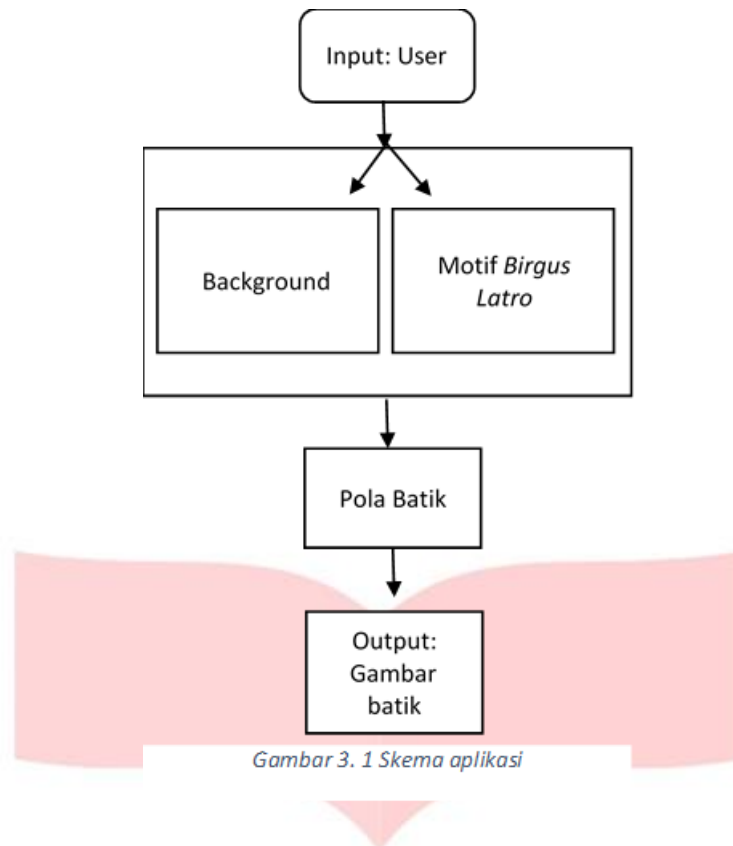 Input: User
Background
Motif Birgus
Latro
Pola Batik
Output:
Gambar
batik
Gambar 3. 1 Skema aplikasi